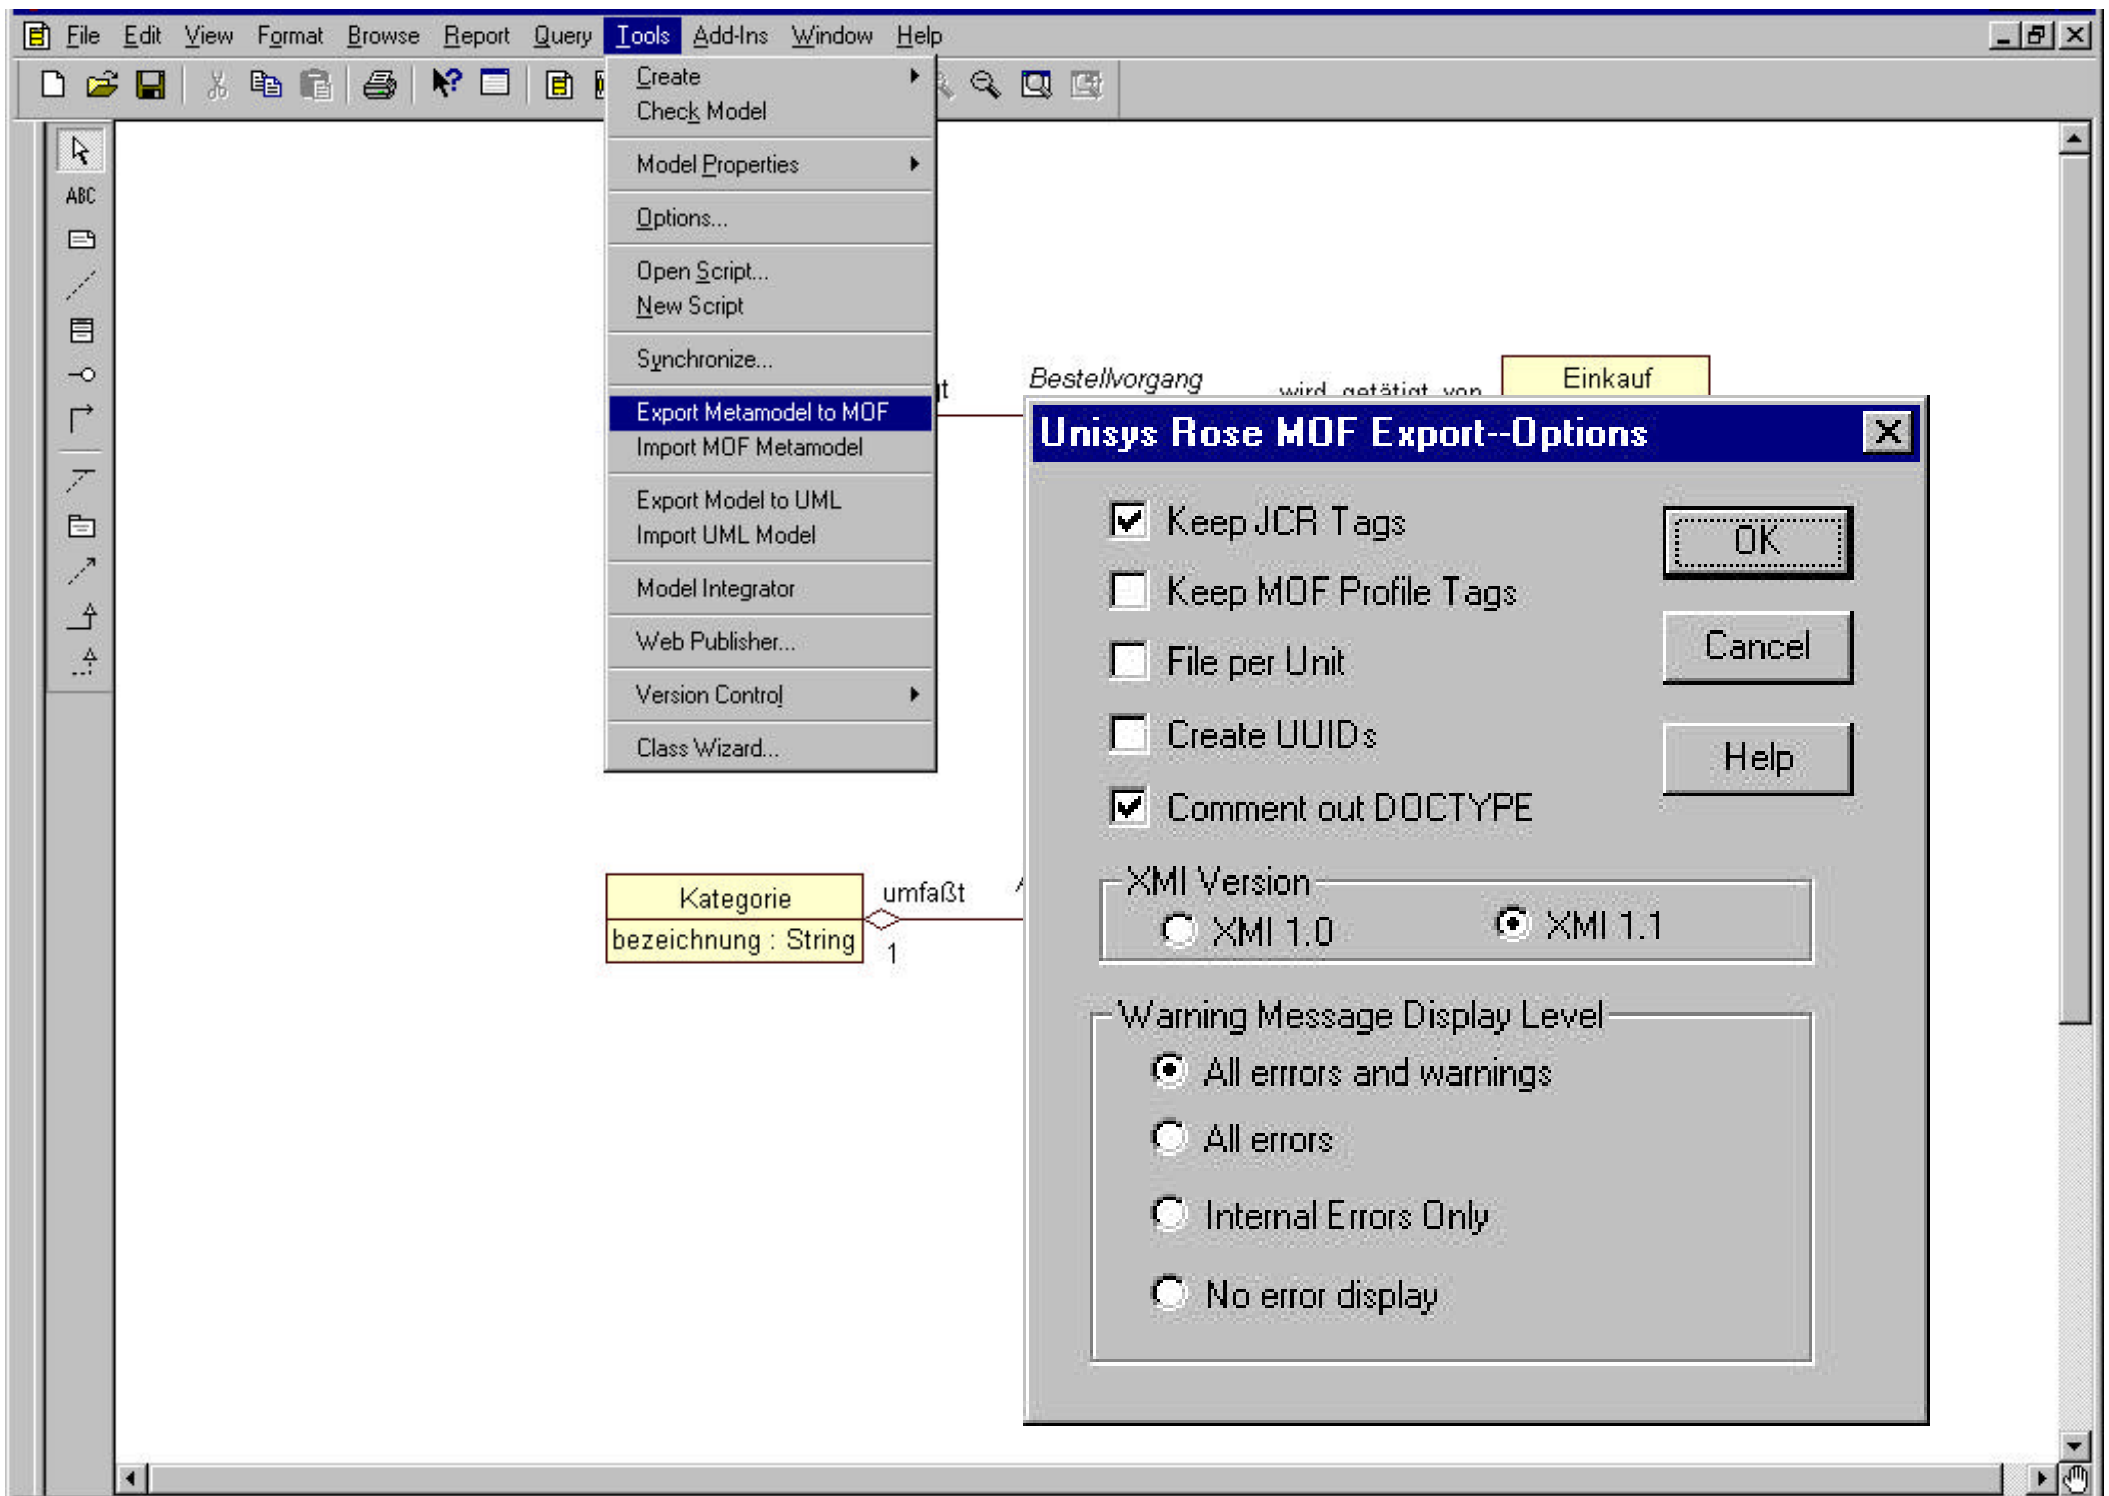 File Edit View Format Browse Report Query Tools Add-Ins Window Help
Create
Check Model
Model Properties
Options...
Open Script...
New Script
Synchronize...
Export Metamodel to MOF
Import MOF Metamodel
Export Model to UML
Import UML Model
Model Integrator
Web Publisher...
Version Control
Class Wizard...
ABC
Bestellvorgang
wird getätigt von
Einkauf
Kategorie
bezeichnung : String
umfaßt
1
Unisys Rose MOF Export--Options
Keep JCR Tags
Keep MOF Profile Tags
File per Unit
Create UUIDs
Comment out DOCTYPE
OK
Cancel
Help
XMI Version
XMI 1.0 XMI 1.1
Warning Message Display Level
All errrors and warnings
All errors
Internal Errors Only
No error display